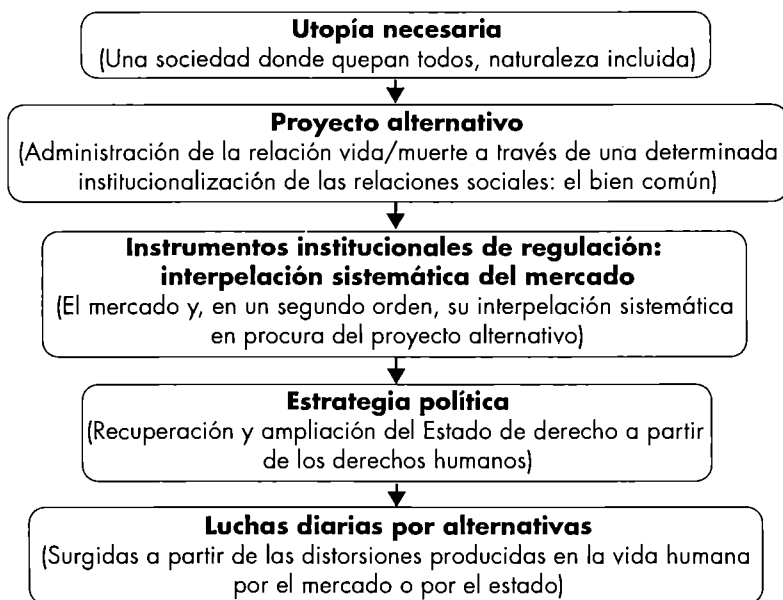 Utopía necesaria
(Una sociedad donde quepan todos, naturaleza incluida)
Proyecto alternativo
(Administración de la relación vida/muerte a través de una determinada
institucionalización de las relaciones sociales: el bien común)
Instrumentos institucionales de regulación:
interpelación sistemática del mercado
(El mercado y, en un segundo orden, su interpelación sistemática
en procura del proyecto alternativo)
Estrategia política
(Recuperación y ampliación del Estado de derecho a partir
de los derechos humanos)
Luchas diarias por alternativas
(Surgidas a partir de las distorsiones producidas en la vida humana
por el mercado o por el estado)